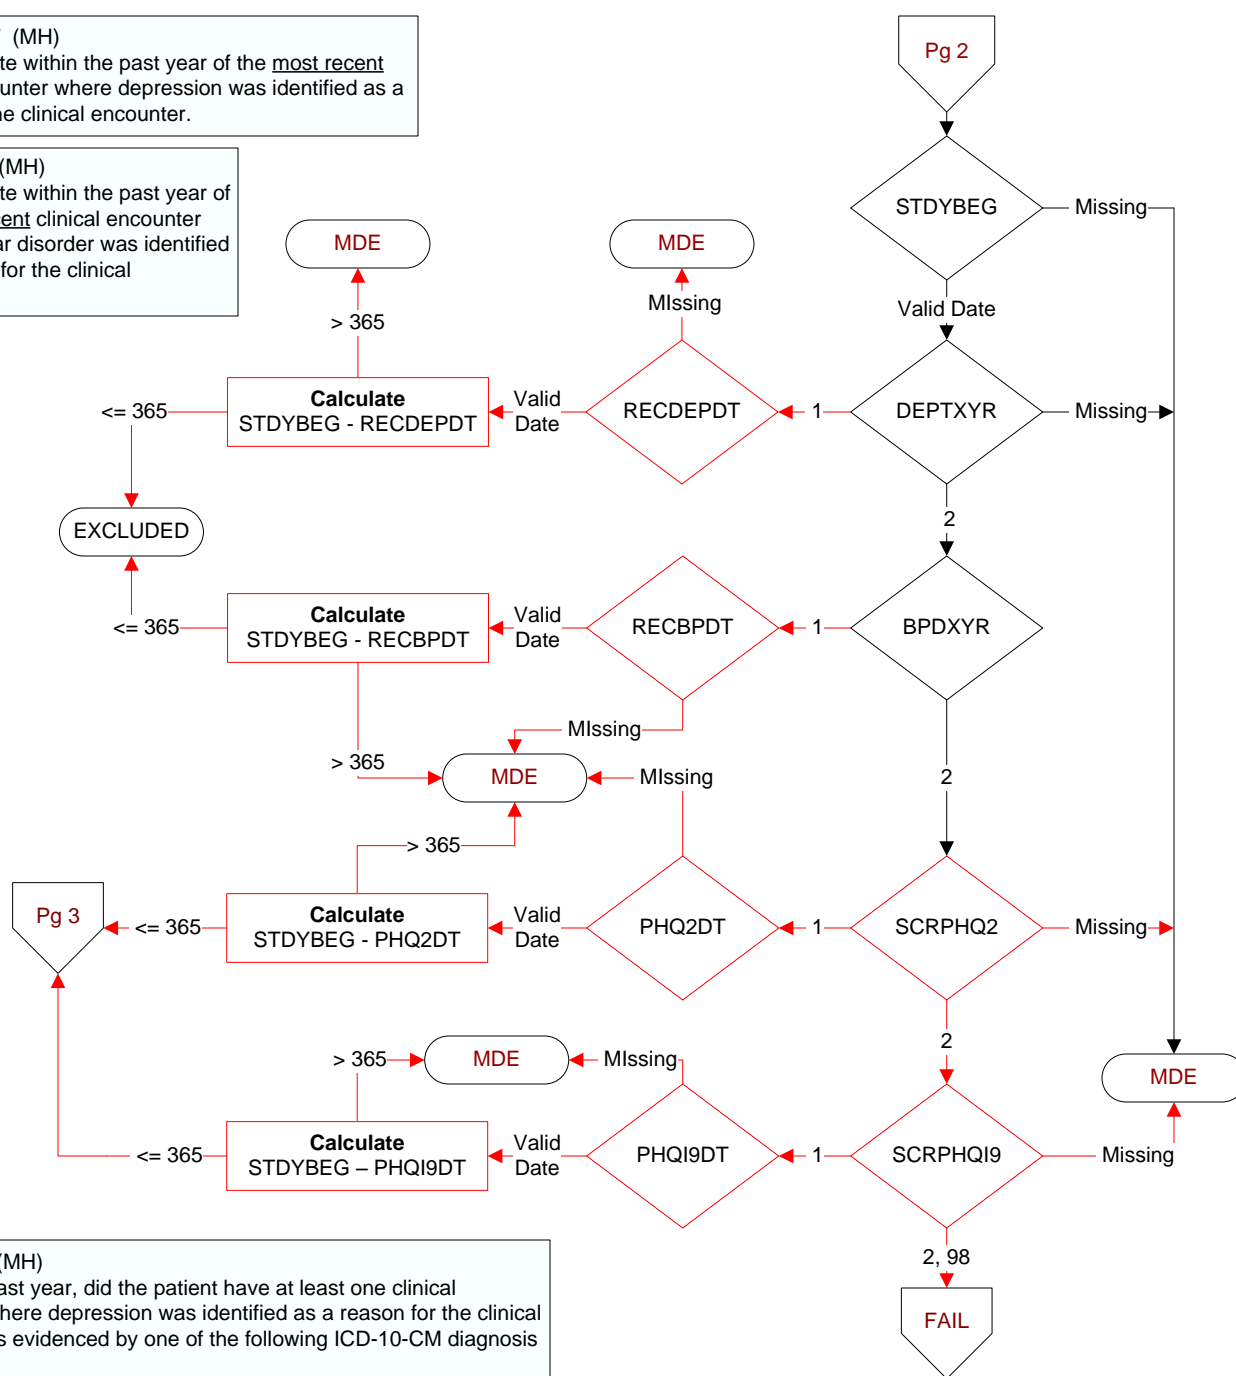 (MH)
te within the past year of the most recent
unter where depression was identified as a
he clinical encounter.
(MH)
te within the past year of
cent clinical encounter
ar disorder was identified
for the clinical
Pg 2
STDYBEG
Missing
Valid Date
MDE
MDE
> 365
MIssing
<= 365
Calculate
STDYBEG - RECDEPDT
Valid
Date
RECDEPDT
1
DEPTXYR
Missing
EXCLUDED
2
<= 365
Calculate
STDYBEG - RECBPDT
Valid
Date
RECBPDT
1
BPDXYR
MIssing
> 365
MDE
MIssing
2
> 365
Pg 3
<= 365
Calculate
STDYBEG - PHQ2DT
Valid
Date
PHQ2DT
1
SCRPHQ2
Missing
2
> 365
MDE
MIssing
MDE
<= 365
Calculate
STDYBEG – PHQI9DT
Valid
Date
PHQI9DT
1
SCRPHQI9
Missing
2, 98
FAIL
(MH)
ast year, did the patient have at least one clinical
here depression was identified as a reason for the clinical
s evidenced by one of the following ICD-10-CM diagnosis